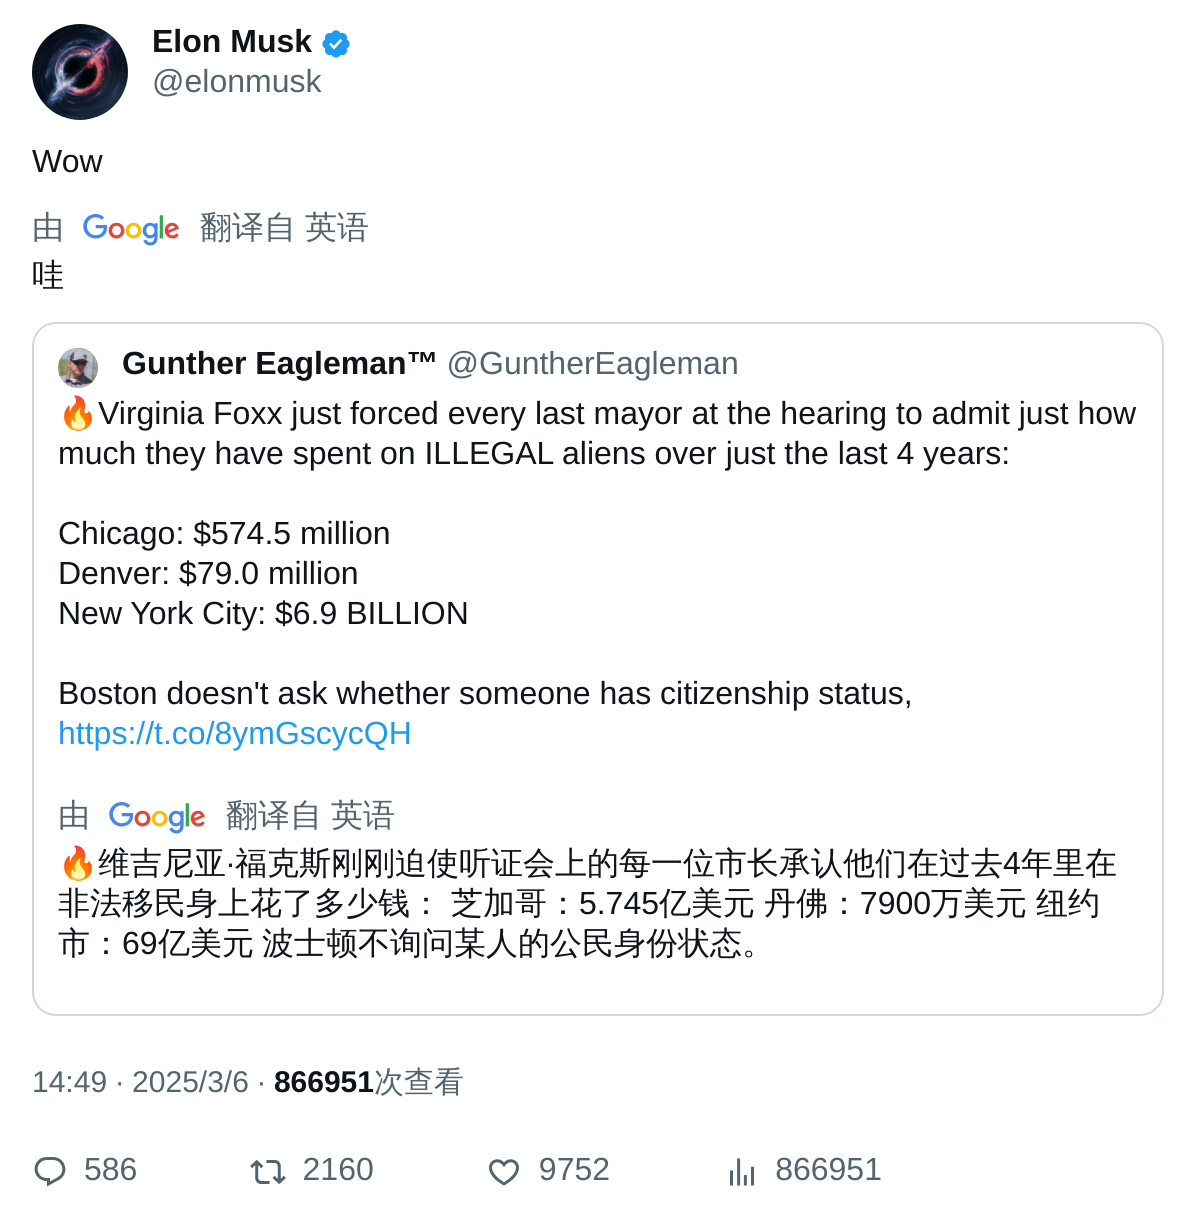 Elon Musk
@elonmusk
Wow
由 Google 翻译自 英语
哇
Gunther Eagleman™ @GuntherEagleman
🔥Virginia Foxx just forced every last mayor at the hearing to admit just how
much they have spent on ILLEGAL aliens over just the last 4 years:
Chicago: $574.5 million
Denver: $79.0 million
New York City: $6.9 BILLION
Boston doesn't ask whether someone has citizenship status,
https://t.co/8ymGscycQH
由 Google 翻译自 英语
🔥维吉尼亚·福克斯刚刚迫使听证会上的每一位市长承认他们在过去4年里在
非法移民身上花了多少钱： 芝加哥：5.745亿美元 丹佛：7900万美元 纽约
市：69亿美元 波士顿不询问某人的公民身份状态。
14:49 · 2025/3/6 · 866951次查看
586 2160 9752 866951